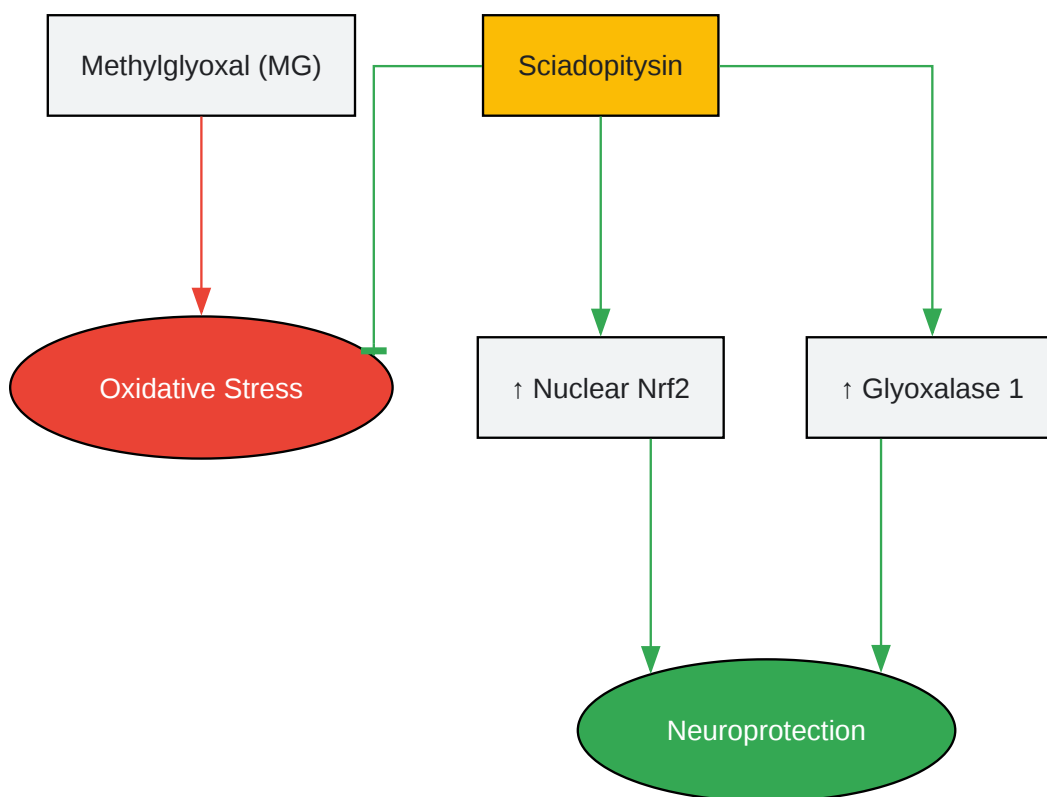 Methylglyoxal (MG)
Sciadopitysin
Oxidative Stress
↑ Nuclear Nrf2
↑ Glyoxalase 1
Neuroprotection